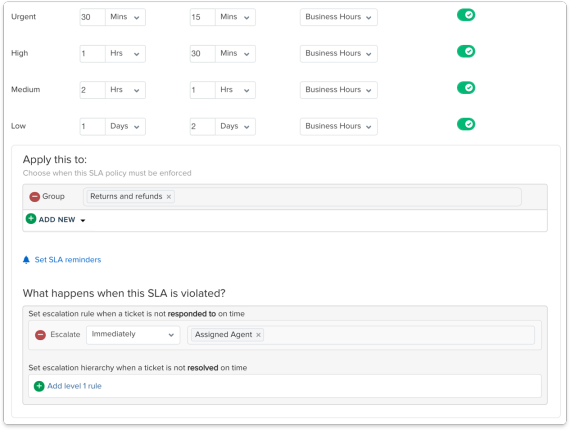 Urgent 30 Mins 15 Mins Business Hours
High 1 Hrs 30 Mins Business Hours
Medium 2 Hrs 1 Hrs Business Hours
Low 1 Days 2 Days Business Hours
Apply this to:
Choose when this SLA policy must be enforced
Group Returns and refunds ×
ADD NEW
Set SLA reminders
What happens when this SLA is violated?
Set escalation rule when a ticket is not responded to on time
Escalate Immediately Assigned Agent ×
Set escalation hierarchy when a ticket is not resolved on time
Add level 1 rule